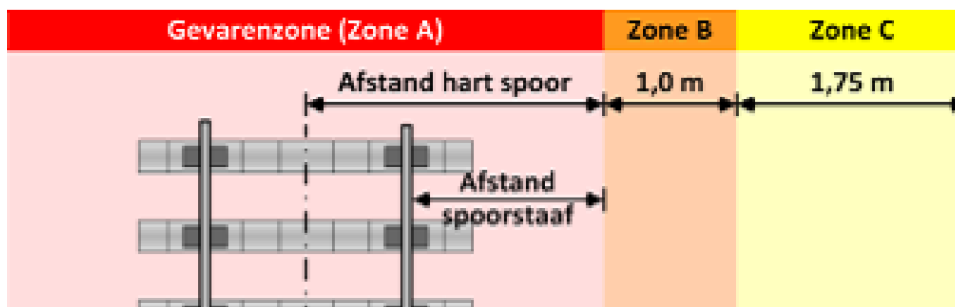 Gevarenzone (Zone A)
Zone B
Zone C
Afstand hart spoor
1,0 m
1,75 m
Afstand
spoorstaaf